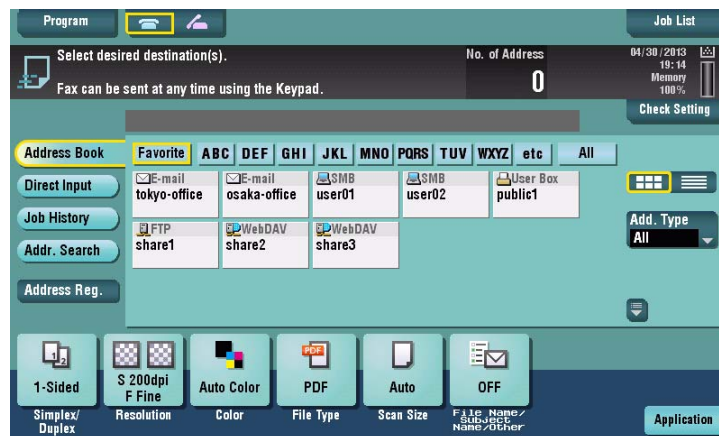 Program
Job List
Select desired destination(s).
Fax can be sent at any time using the Keypad.
No. of Address
0
04/30/2013
19:14
Memory
100%
Check Setting
Address Book
Favorite ABC DEF GHI JKL MNO PQRS TUV WXYZ etc All
Direct Input
Job History
Addr. Search
Address Reg.
E-mail
tokyo-office
E-mail
osaka-office
SMB
user01
SMB
user02
User Box
public1
FTP
share1
WebDAV
share2
WebDAV
share3
Add. Type
All
1 2
1-Sided
S 200dpi
F Fine
Auto Color
PDF
PDF
Auto
OFF
Simplex/
Duplex
Resolution
Color
File Type
Scan Size
File Name/
Subject
Name/Other
Application